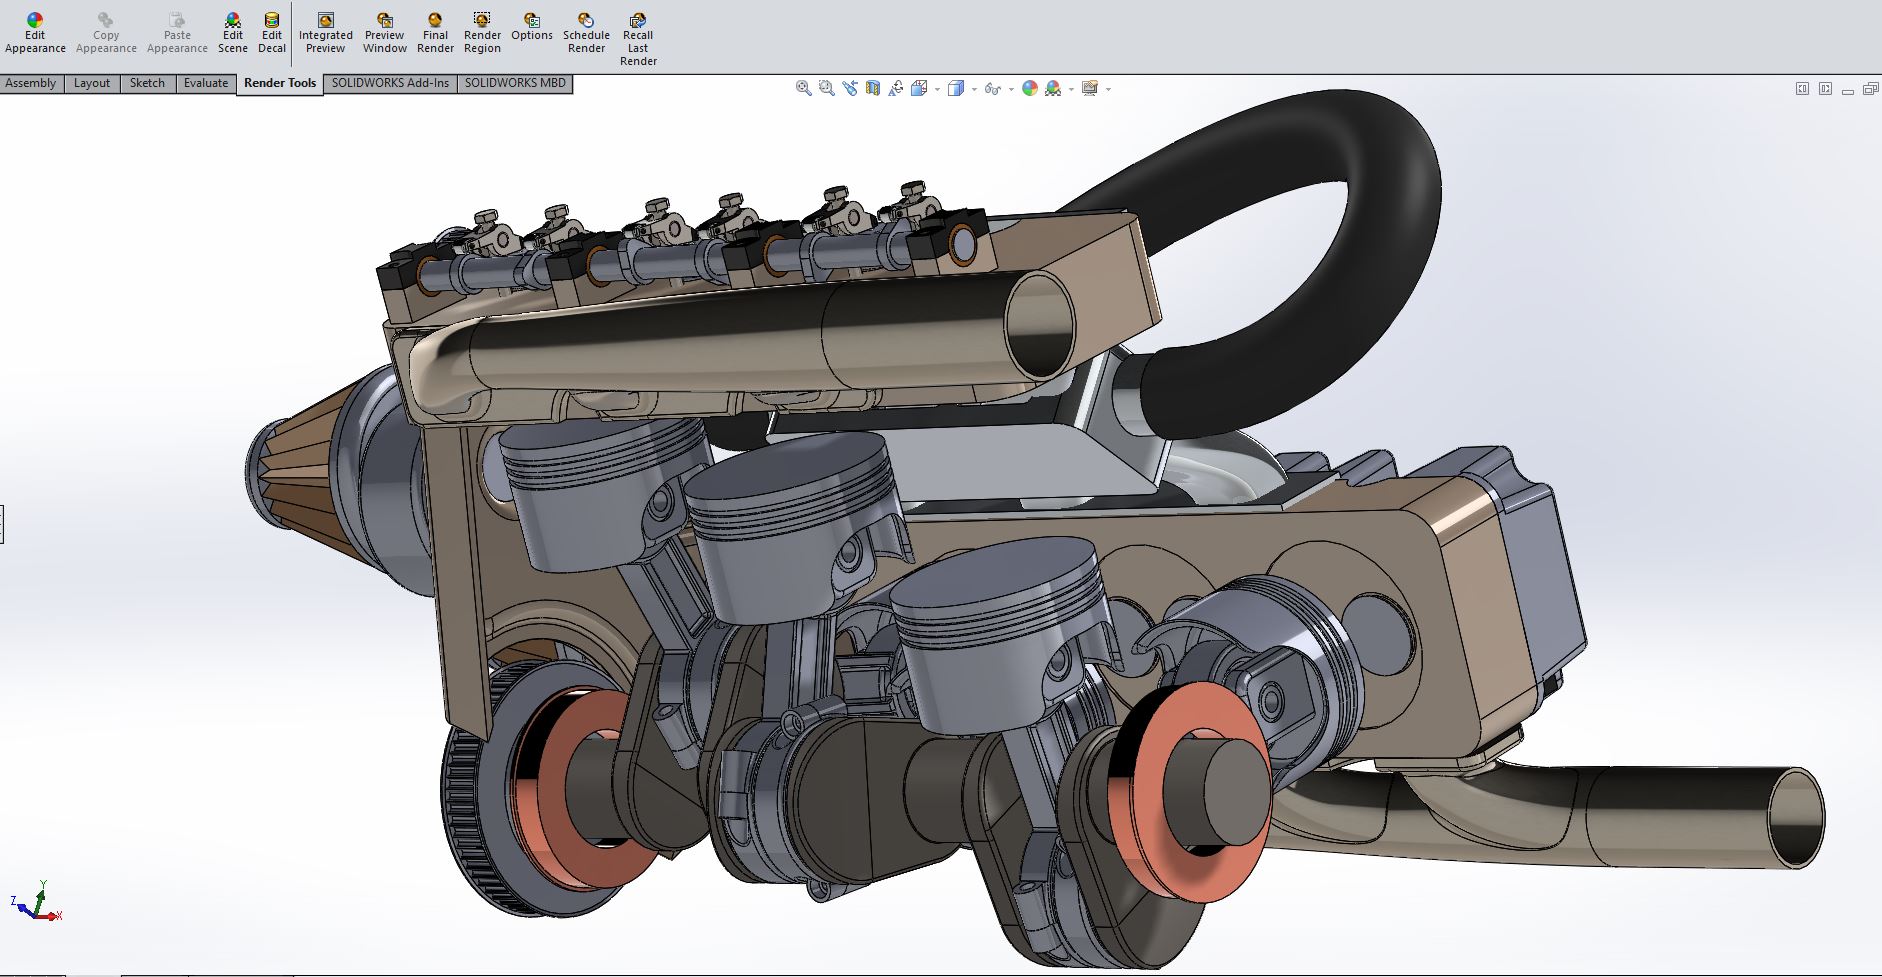 Edit Appearance
Copy Appearance
Paste Appearance
Edit Scene
Edit Decal
Integrated Preview
Preview Window
Final Render
Render Region
Options
Schedule Render
Recall Last Render
Assembly
Layout
Sketch
Evaluate
Render Tools
SOLIDWORKS Add-Ins
SOLIDWORKS MBD
Y
Z
X